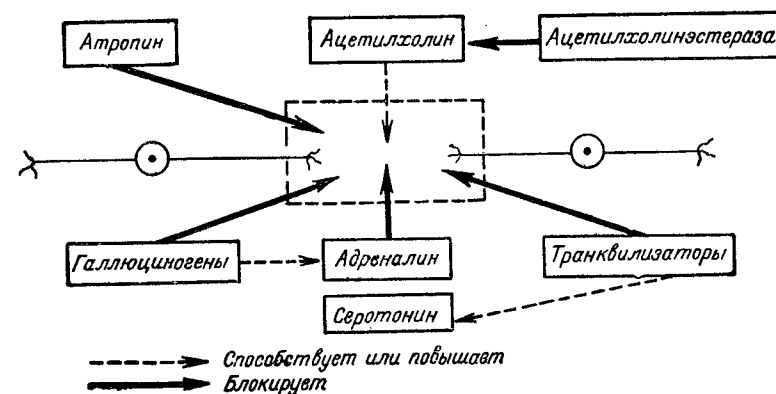 Атропин
Ацетилхолин
Ацетилхолинэстераза
Галлюциногены
Адреналин
Транквилизаторы
Серотонин
Способствует или повышает
Блокирует